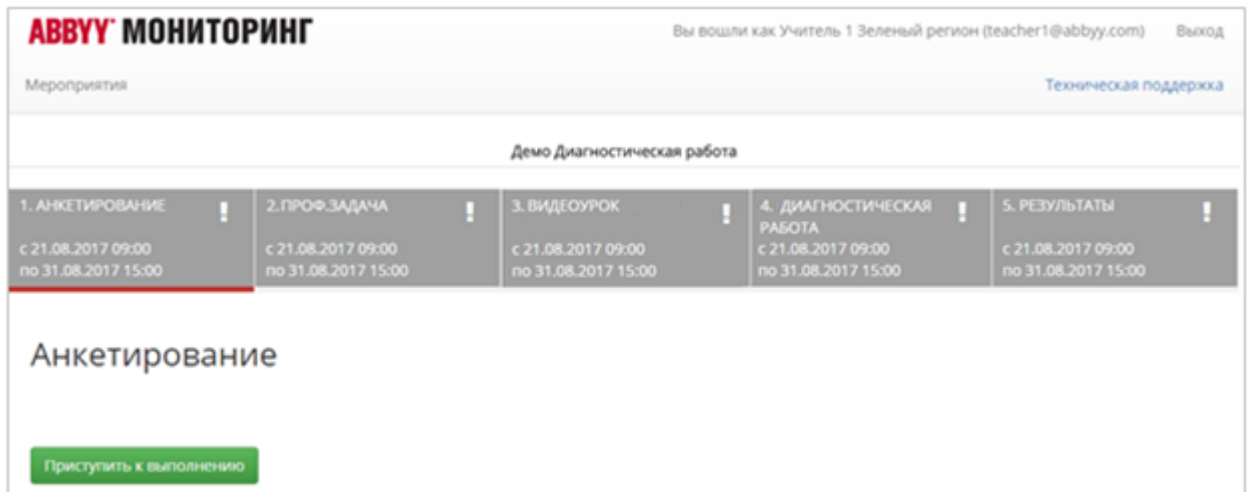 ABBYY® МОНИТОРИНГ
Вы вошли как Учитель 1 Зеленый регион (teacher1@abbyy.com) Выход
Мероприятия
Техническая поддержка
Демо Диагностическая работа
1. АНКЕТИРОВАНИЕ !
с 21.08.2017 09:00
по 31.08.2017 15:00
2.ПРОФ.ЗАДАЧА !
с 21.08.2017 09:00
по 31.08.2017 15:00
3. ВИДЕОУРОК !
с 21.08.2017 09:00
по 31.08.2017 15:00
4. ДИАГНОСТИЧЕСКАЯ !
РАБОТА
с 21.08.2017 09:00
по 31.08.2017 15:00
5. РЕЗУЛЬТАТЫ !
с 21.08.2017 09:00
по 31.08.2017 15:00
Анкетирование
Приступить к выполнению